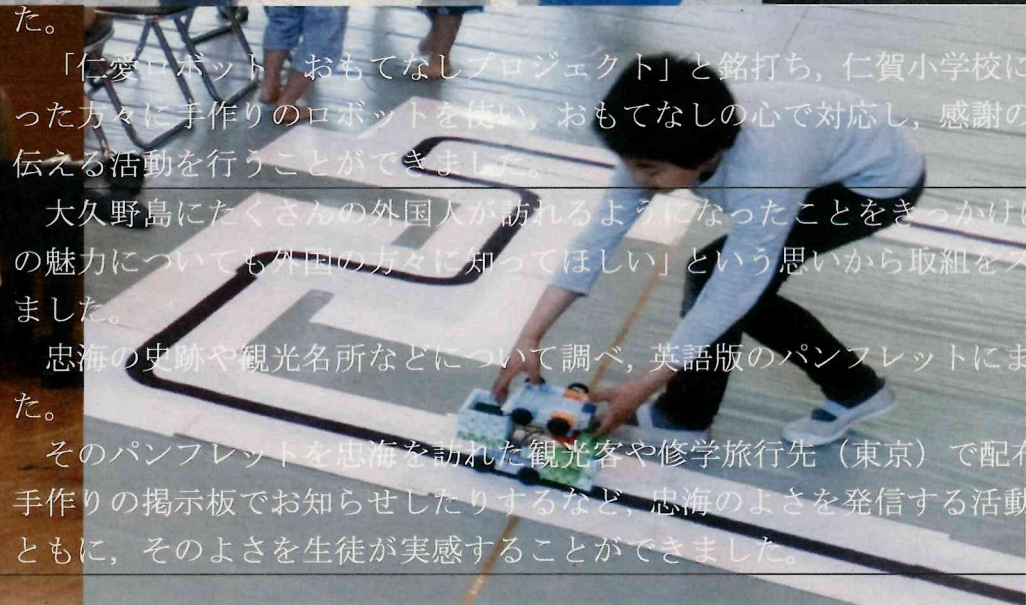 た。
「仁愛ロボット おもてなしプロジェクト」と銘打ち，仁賀小学校に
った方々に手作りのロボットを使い，おもてなしの心で対応し，感謝の
伝える活動を行うことができました。
大久野島にたくさんの外国人が訪れるようになったことをきっかけに
の魅力についても外国の方々に知ってほしい」という思いから取組をス
ました。
忠海の史跡や観光名所などについて調べ，英語版のパンフレットにま
た。
そのパンフレットを忠海を訪れた観光客や修学旅行先（東京）で配布
手作りの掲示板でお知らせしたりするなど，忠海のよさを発信する活動
ともに，そのよさを生徒が実感することができました。